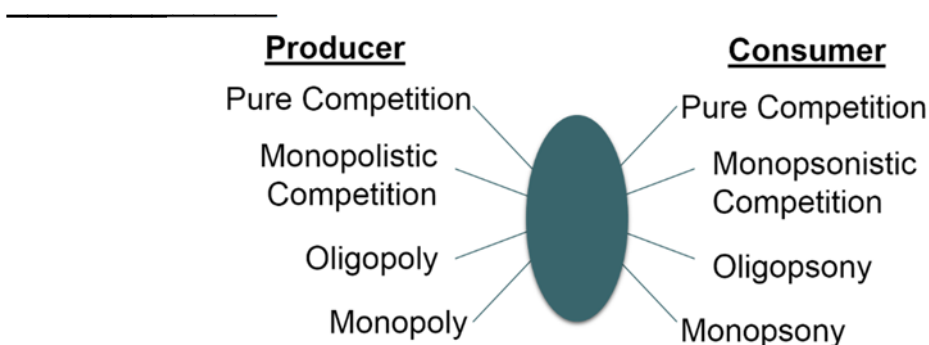 Producer
Pure Competition
Monopolistic
Competition
Oligopoly
Monopoly
Consumer
Pure Competition
Monopsonistic
Competition
Oligopsony
Monopsony